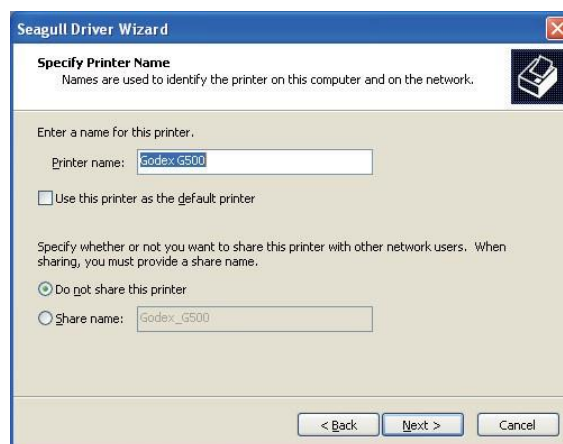 Seagull Driver Wizard
Specify Printer Name
Names are used to identify the printer on this computer and on the network.
Enter a name for this printer.
Printer name: Godex G500
Use this printer as the default printer
Specify whether or not you want to share this printer with other network users. When
sharing, you must provide a share name.
Do not share this printer
Share name: Godex_G500
< Back Next > Cancel